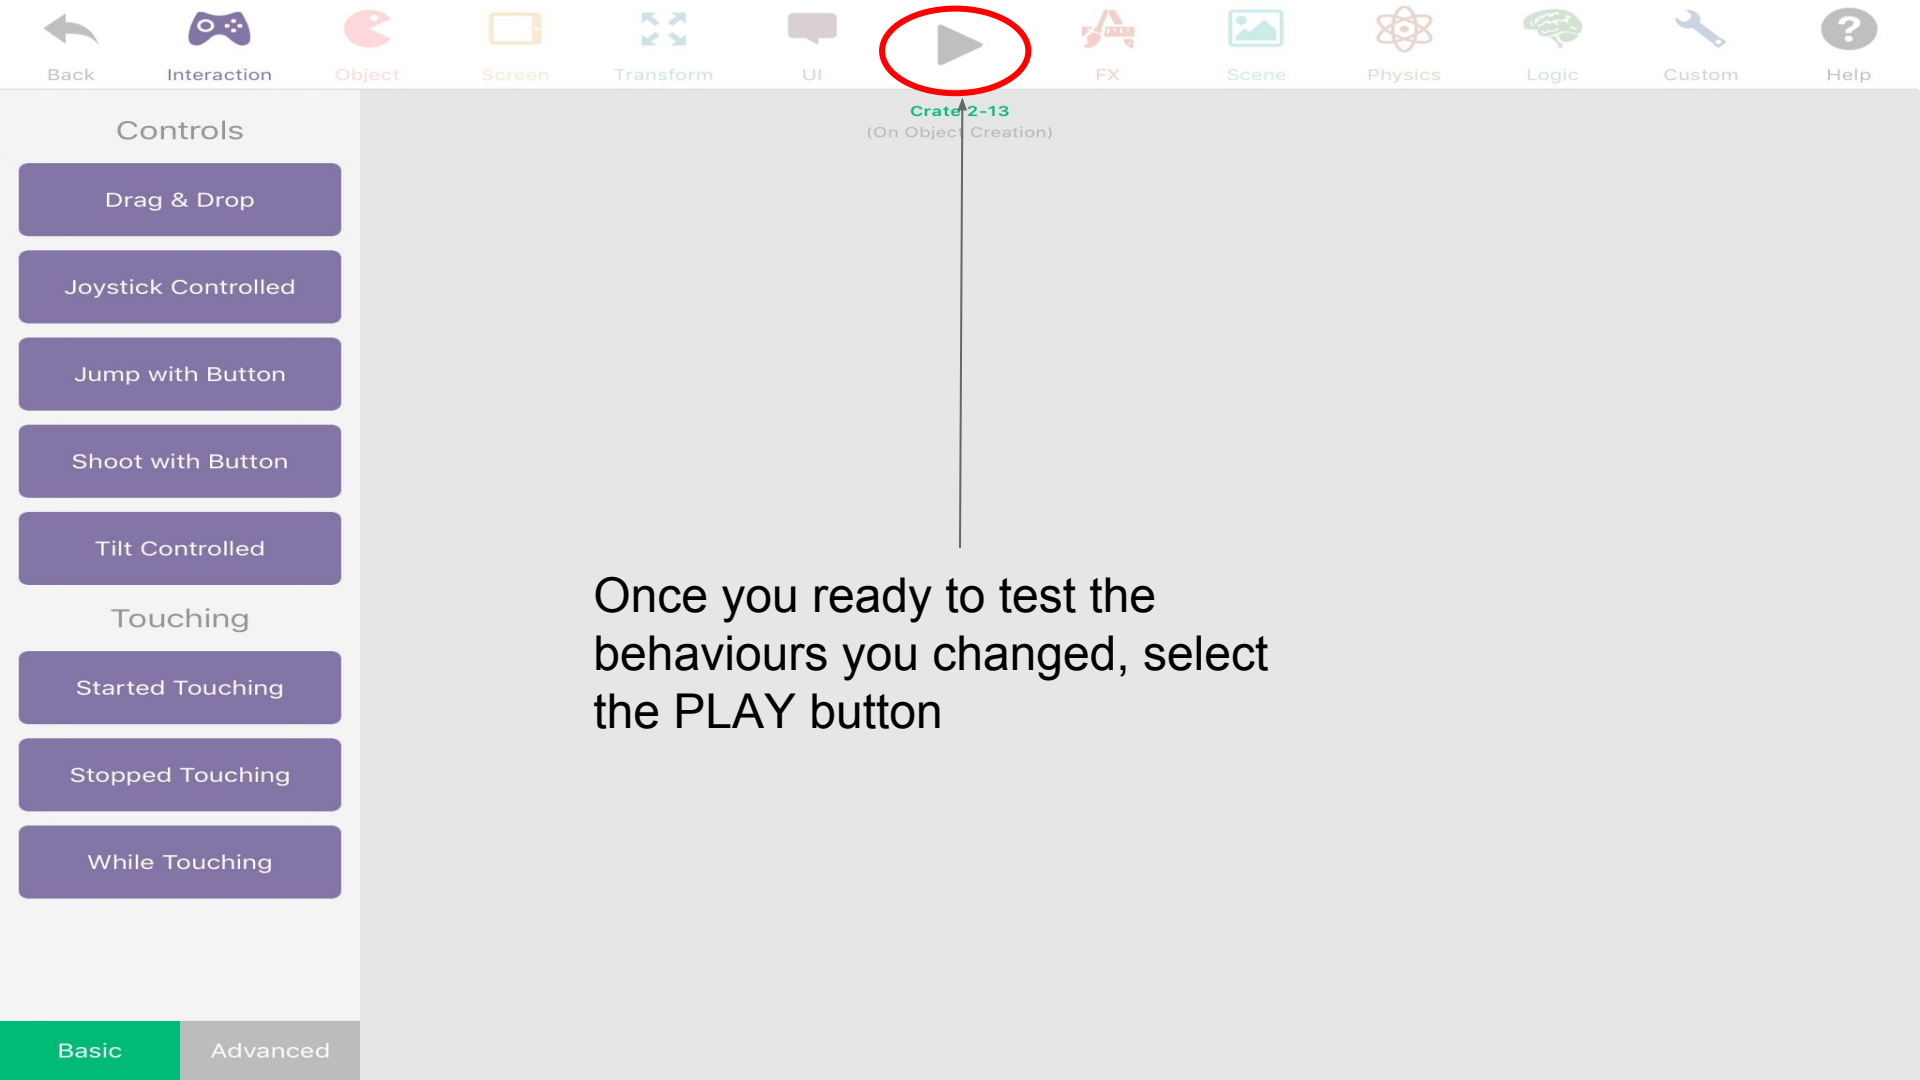 Back
Interaction
Object
Screen
Transform
UI
FX
Scene
Physics
Logic
Custom
Help
Crate 2-13
(On Object Creation)
Controls
Drag & Drop
Joystick Controlled
Jump with Button
Shoot with Button
Tilt Controlled
Touching
Started Touching
Stopped Touching
While Touching
Once you ready to test the
behaviours you changed, select
the PLAY button
Basic
Advanced